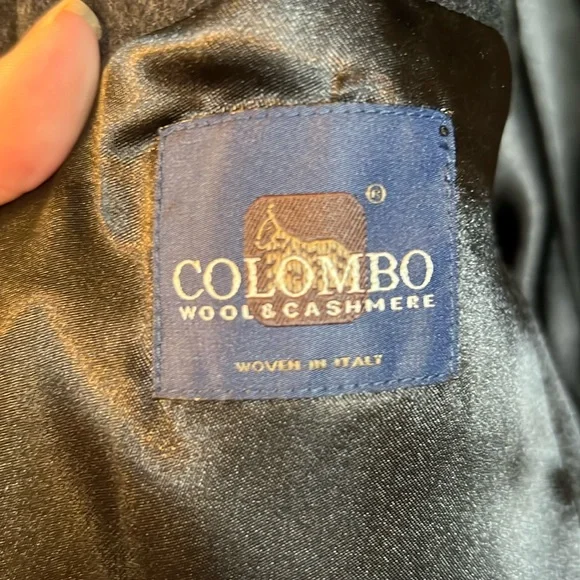 ®
COLOMBO
WOOL & CASHMERE
WOVEN IN ITALY